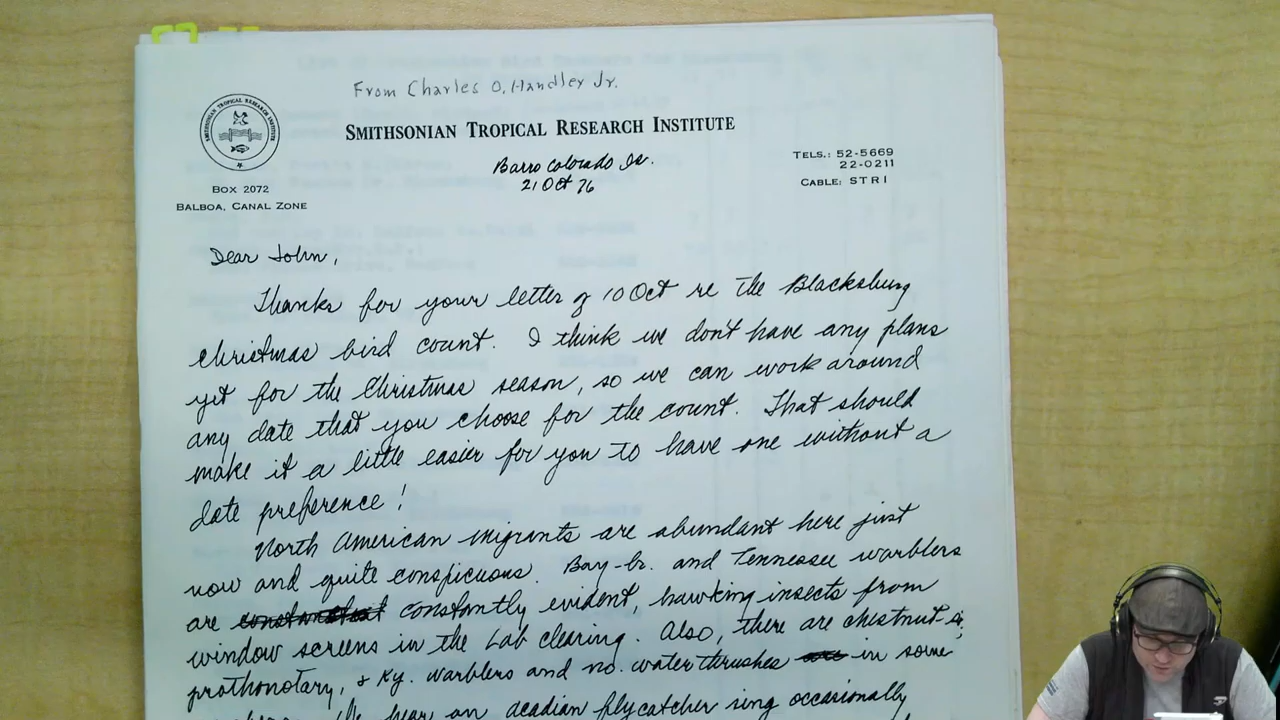 From Charles O. Handley Jr.
SMITHSONIAN TROPICAL RESEARCH INSTITUTE
SMITHSONIAN TROPICAL RESEARCH INSTITUTE
Barro Colorado Is.
21 Oct 76
TELS.: 52-5669
22-0211
CABLE: STRI
BOX 2072
BALBOA, CANAL ZONE
Dear John,
Thanks for your letter of 10 Oct re the Blacksburg
Christmas bird count. I think we don't have any plans
yet for the Christmas season, so we can work around
any date that you choose for the count. That should
make it a little easier for you to have one without a
date preference!
North American migrants are abundant here just
now and quite conspicuous. Bay-br. and Tennessee warblers
are constantly evident, hawking insects from
window screens in the Lab clearing. Also, there are chestnut-s.,
prothonotary, & Ky. warblers and no. waterthrushes in some
We hear an acadian flycatcher sing occasionally